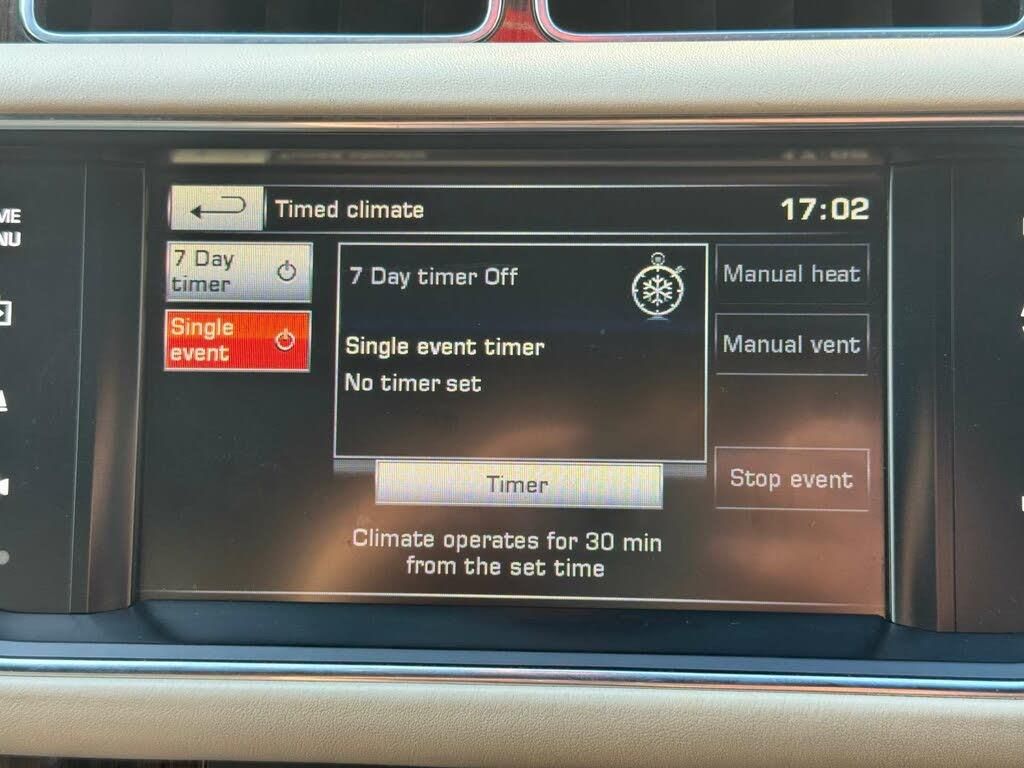 Timed climate
17:02
7 Day
timer
Single
event
7 Day timer Off
Single event timer
No timer set
Timer
Climate operates for 30 min
from the set time
Manual heat
Manual vent
Stop event